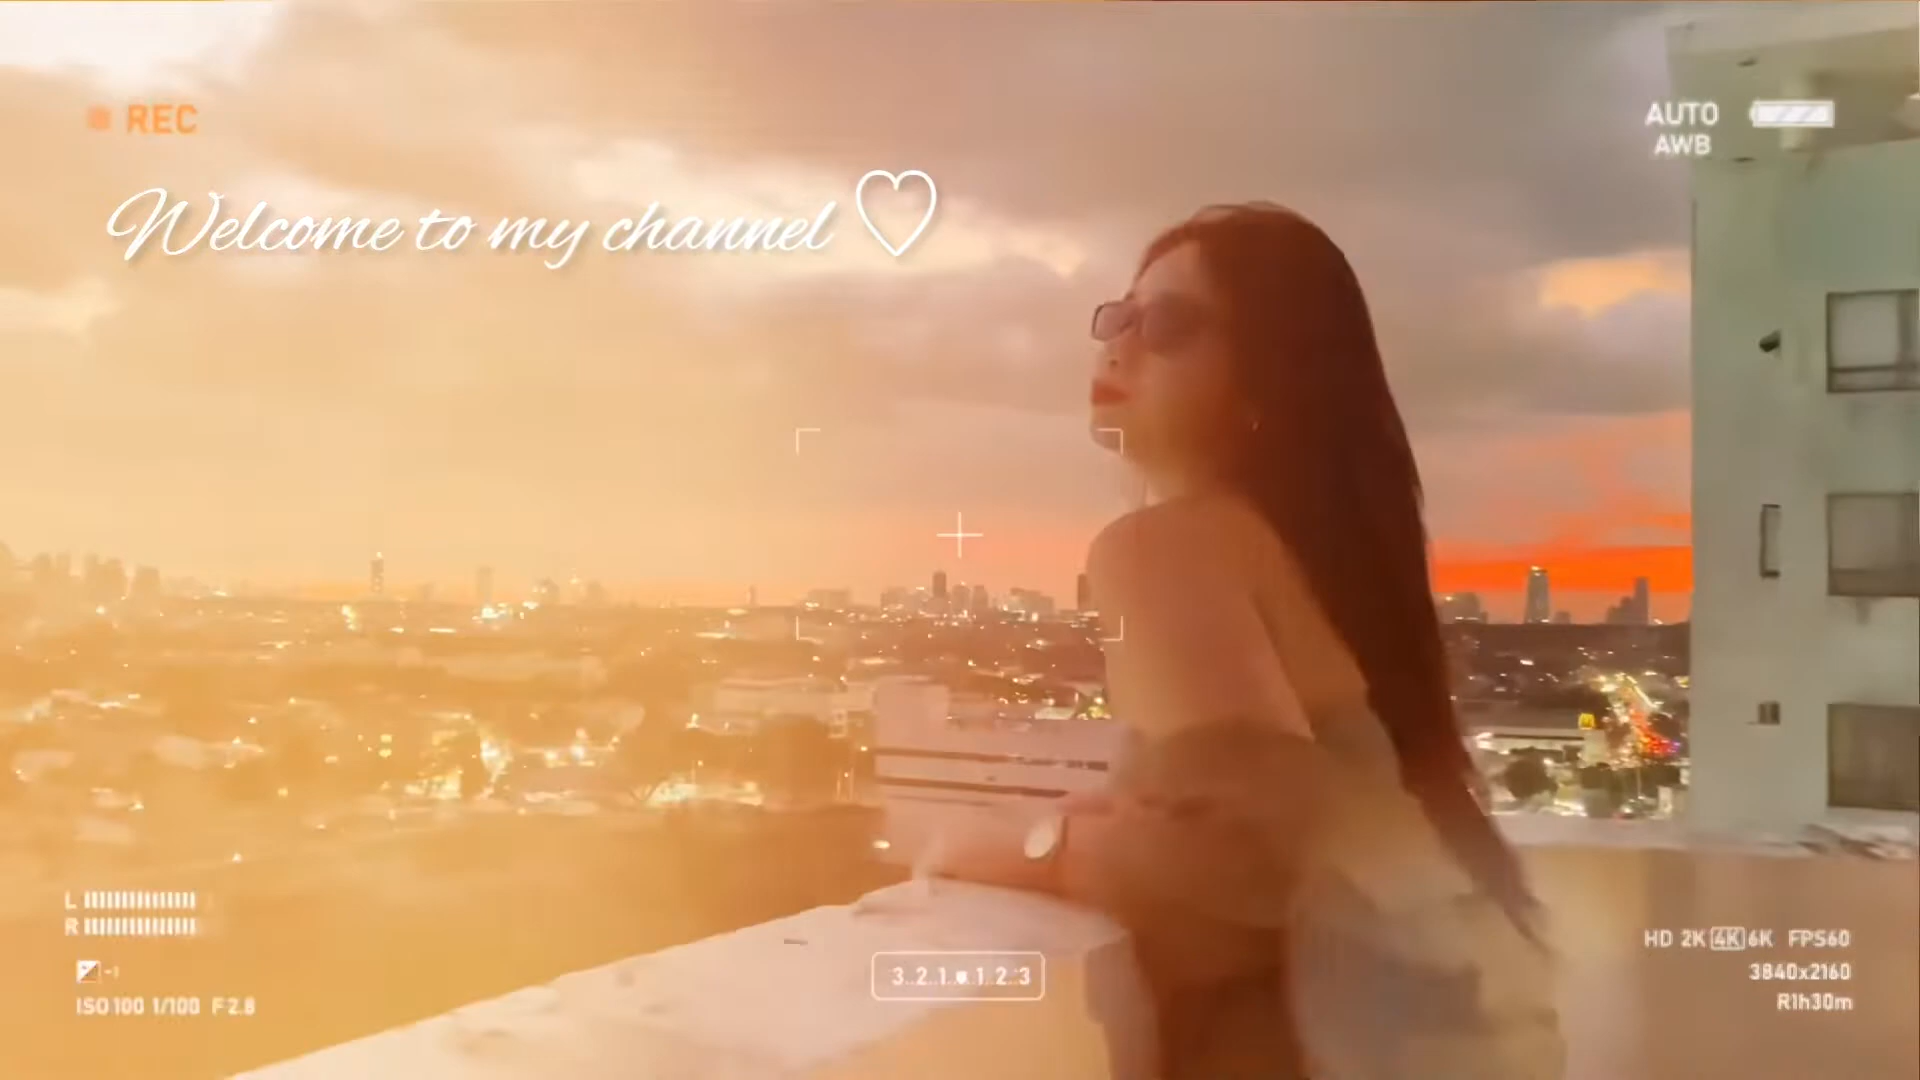 REC
AUTO
AWB
Welcome to my channel
L
R
-1
ISO 100 1/100 F2.8
3..2..1..1..2..3
HD 2K 4K 6K FPS60
3840x2160
R1h30m